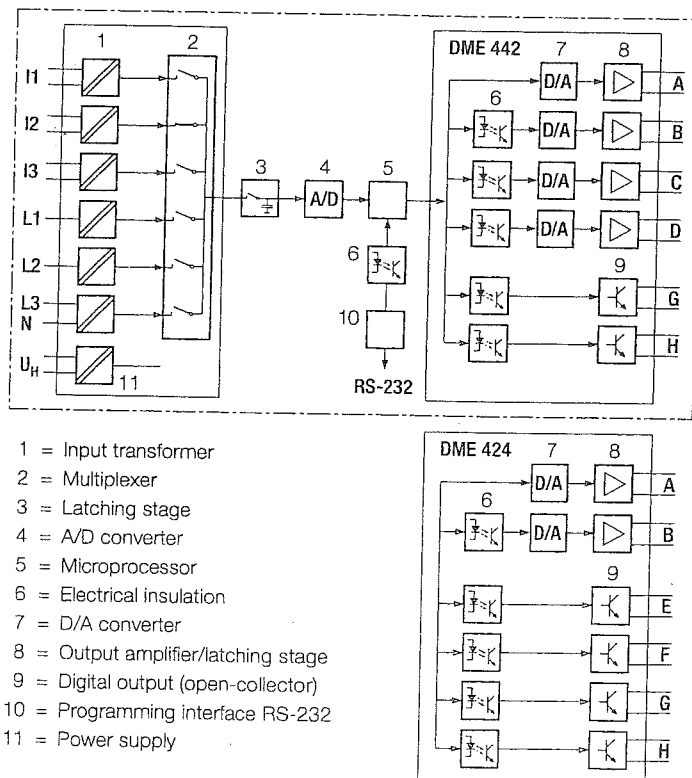 1
2
DME 442
7
8
I1
D/A
A
6
I2
D/A
B
I3
3
4
5
D/A
C
L1
A/D
L2
D/A
D
6
9
L3
N
10
G
UH
11
RS-232
H
1 = Input transformer
2 = Multiplexer
3 = Latching stage
4 = A/D converter
5 = Microprocessor
6 = Electrical insulation
7 = D/A converter
8 = Output amplifier/latching stage
9 = Digital output (open-collector)
10 = Programming interface RS-232
11 = Power supply
DME 424
7
8
D/A
A
6
D/A
B
9
E
F
G
H